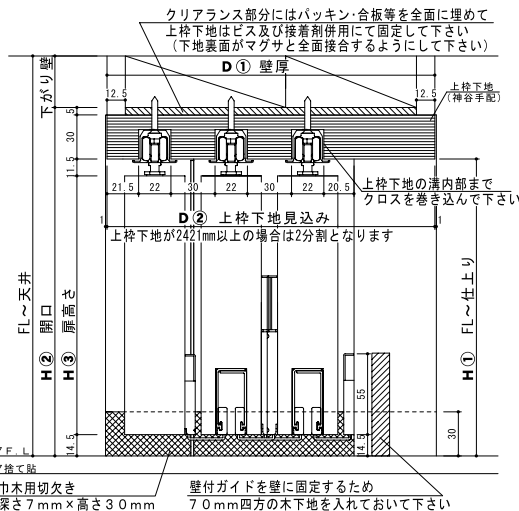 クリアランス部分にはパッキン･合板等を全面に埋めて
上枠下地はビス及び接着剤併用にて固定して下さい
(下地裏面がマグサと全面接合するようにして下さい)
D① 壁厚
12.5
12.5
上枠下地
(神谷手配)
下がり壁
5
30
11.5
21.5
22
30
22
30
22
20.5
上枠下地の溝内部まで
クロスを巻き込んで下さい
1
D② 上枠下地見込み
1
上枠下地が2421mm以上の場合は2分割となります
FL～天井
H② 開口
H③ 扉高さ
H① FL～仕上り
55
14.5
14.5
30
F.L
捨て貼
巾木用切欠き
深さ7mm×高さ30mm
壁付ガイドを壁に固定するため
70mm四方の木下地を入れておいて下さい